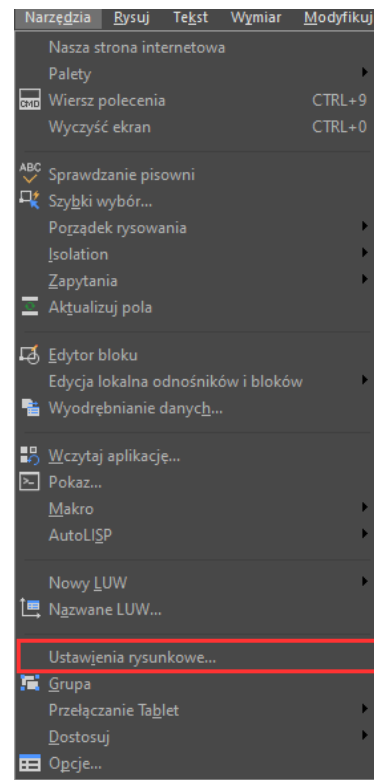 Narzędzia Rysuj Tekst Wymiar Modyfikuj
Nasza strona internetowa
Palety
CMD Wiersz polecenia CTRL+9
Wyczyść ekran CTRL+0
ABC Sprawdzanie pisowni
Szybki wybór...
Porządek rysowania
Isolation
Zapytania
Aktualizuj pola
Edytor bloku
Edycja lokalna odnośników i bloków
Wyodrębnianie danych...
Wczytaj aplikację...
Pokaz...
Makro
AutoLISP
Nowy LUW
Nazwane LUW...
Ustawienia rysunkowe...
Grupa
Przełączanie Tablet
Dostosuj
Opcje...